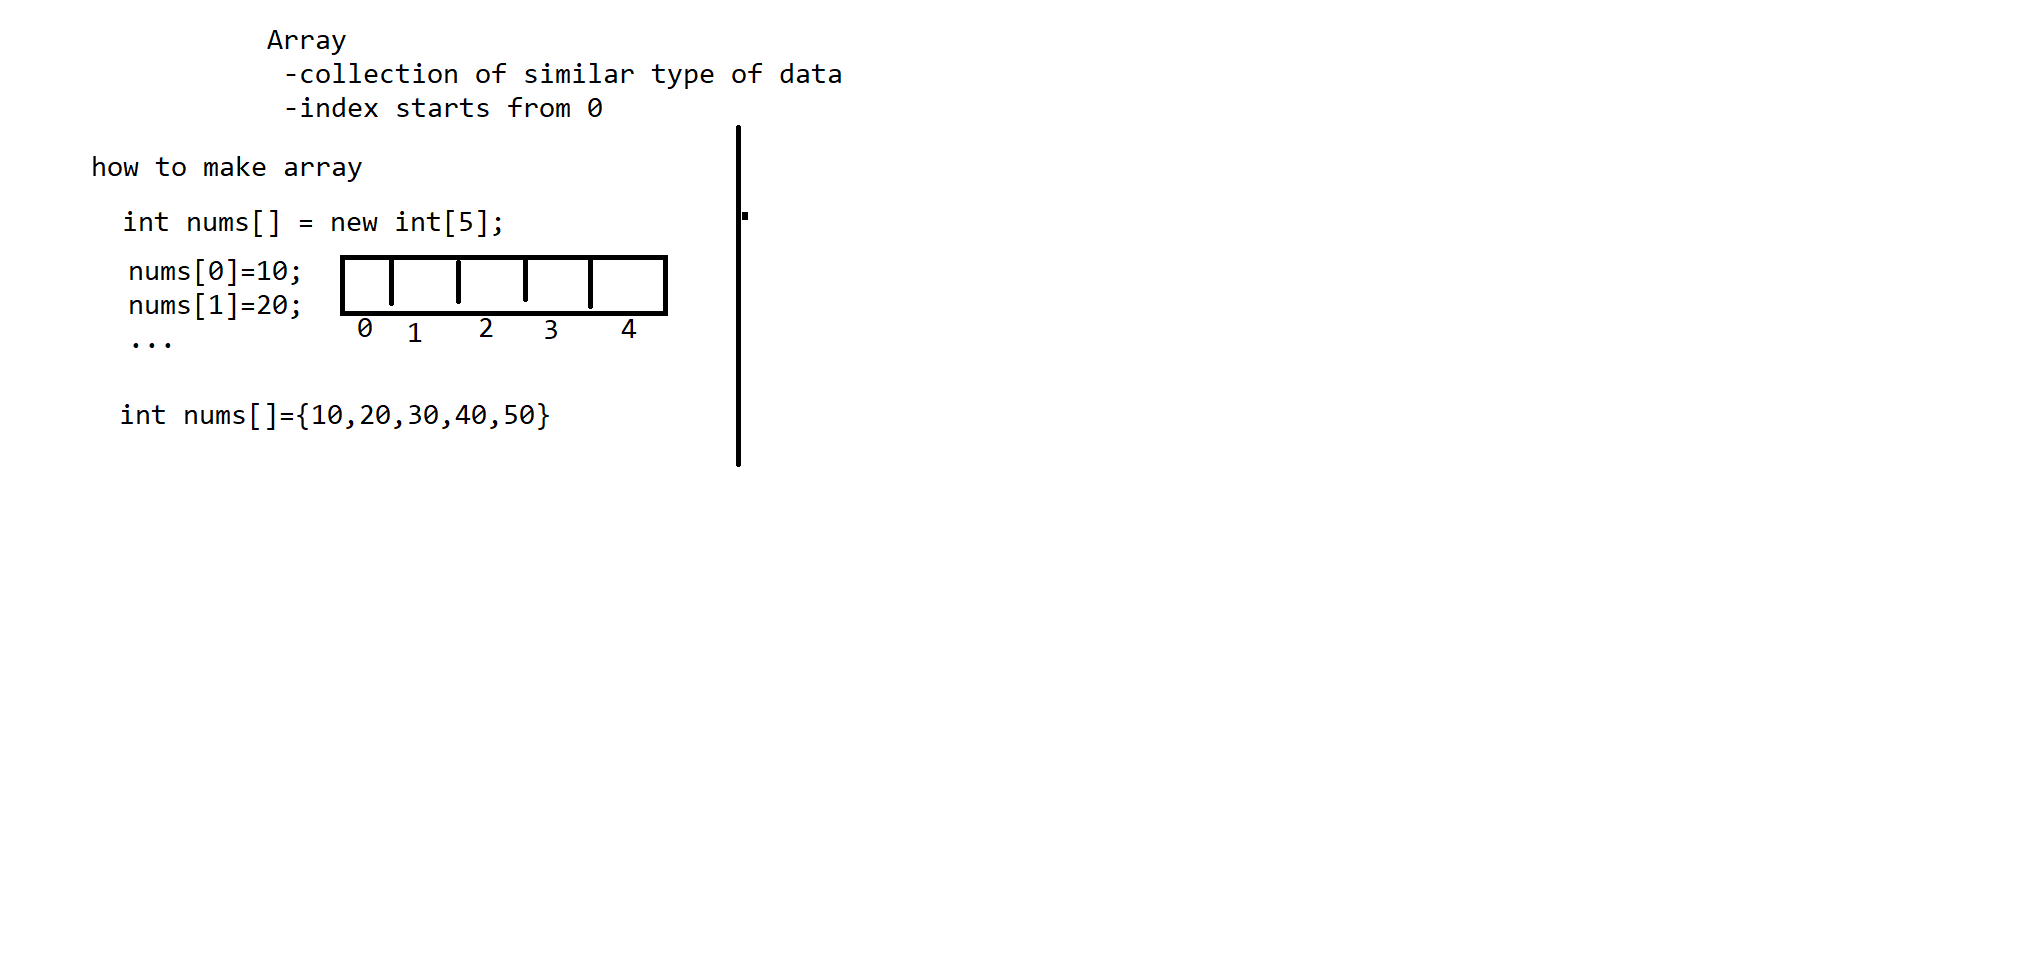 Array
-collection of similar type of data
-index starts from 0
how to make array
int nums[] = new int[5];
nums[0]=10;
nums[1]=20;
...
0 1 2 3 4
int nums[]={10,20,30,40,50}